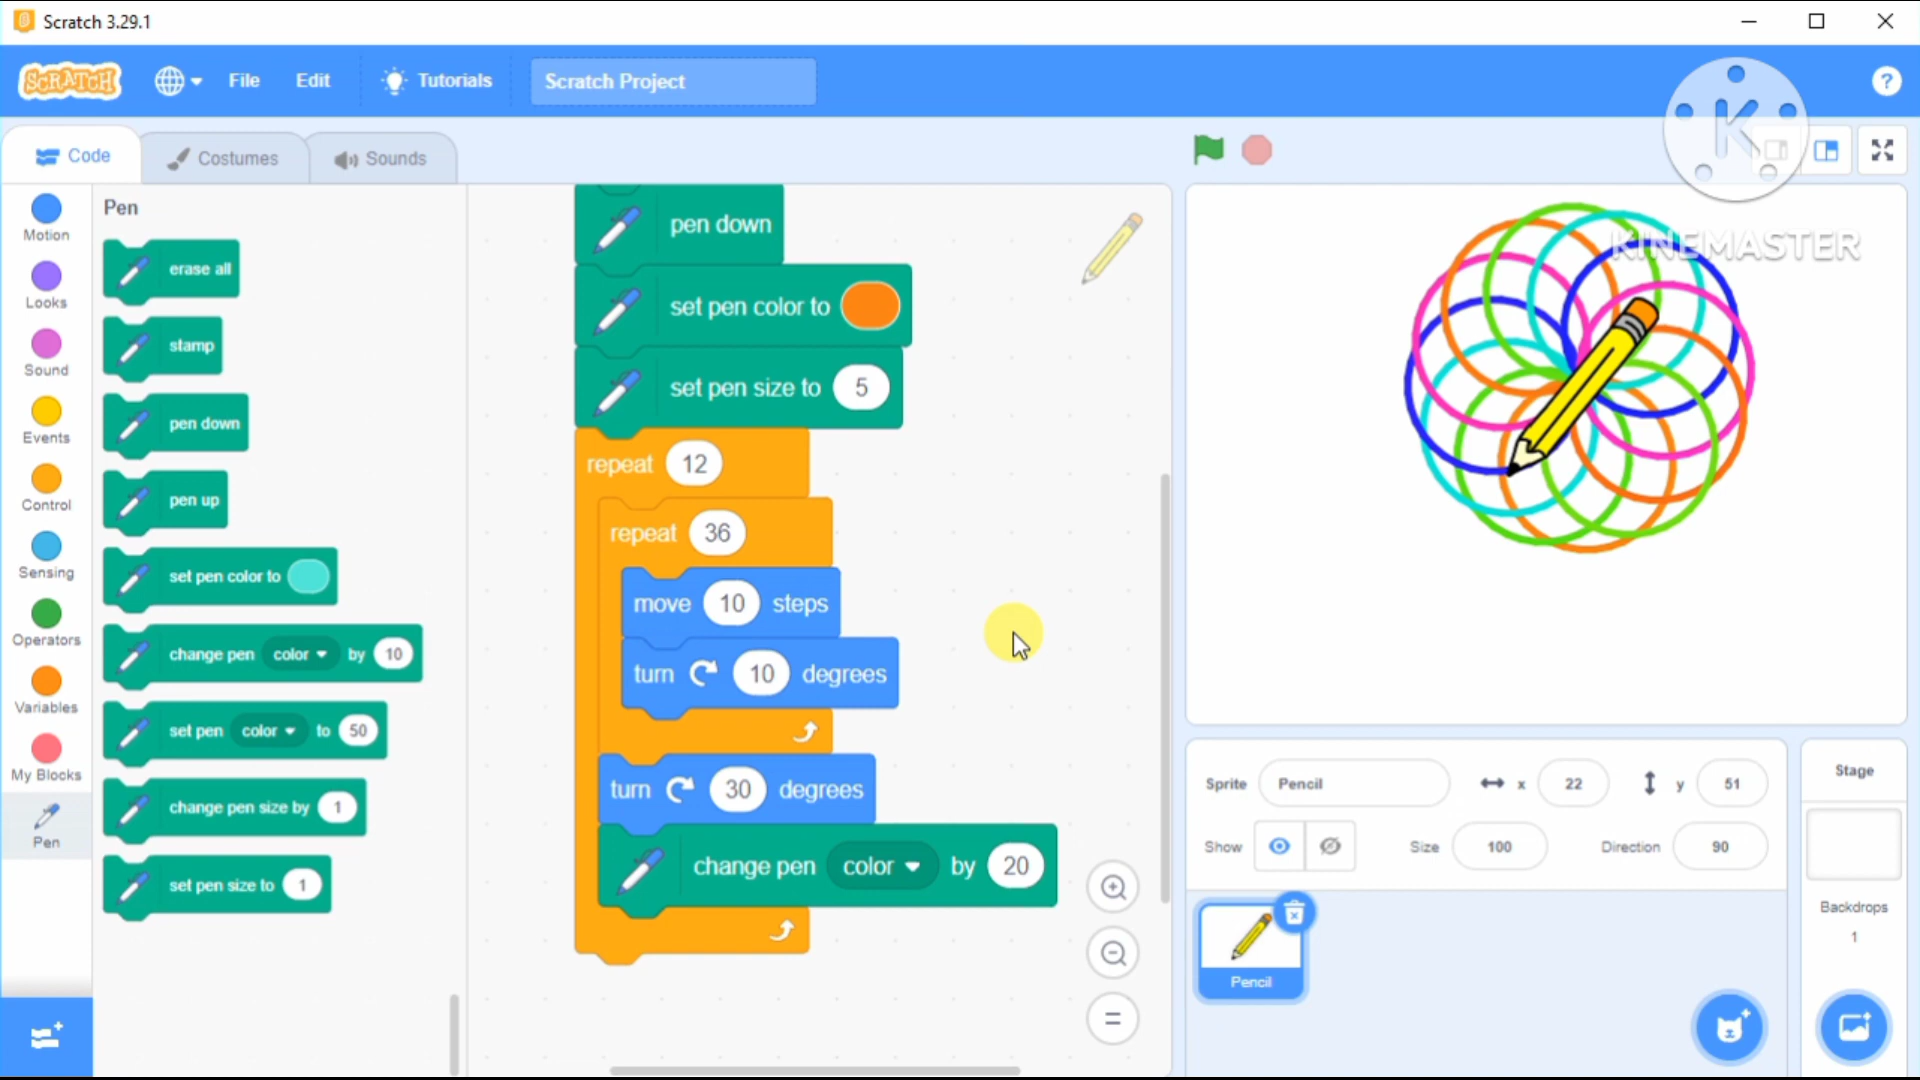 Scratch 3.29.1
SCRATCH
File
Edit
Tutorials
Scratch Project
?
K
KINEMASTER
Code
Costumes
Sounds
Motion
Looks
Sound
Events
Control
Sensing
Operators
Variables
My Blocks
Pen
Pen
erase all
stamp
pen down
pen up
set pen color to
change pen color by 10
set pen color to 50
change pen size by 1
set pen size to 1
pen down
set pen color to
set pen size to 5
repeat 12
repeat 36
move 10 steps
turn 10 degrees
turn 30 degrees
change pen color by 20
Sprite Pencil x 22 y 51
Show Size 100 Direction 90
Pencil
Stage
Backdrops
1